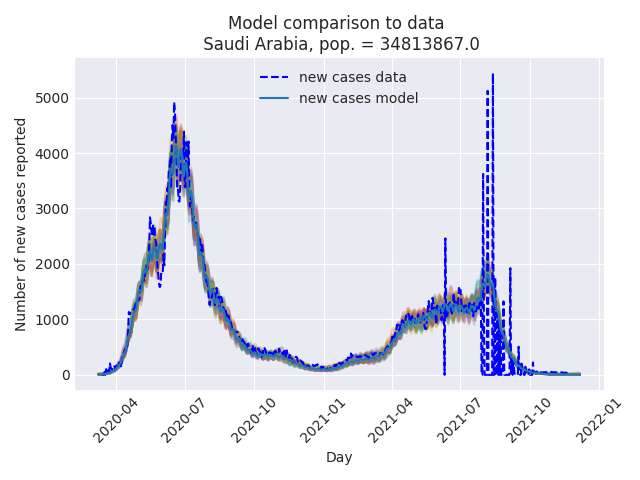 Model comparison to data
Saudi Arabia, pop. = 34813867.0
new cases data
new cases model
Number of new cases reported
5000
4000
3000
2000
1000
0
2020-04
2020-07
2020-10
2021-01
2021-04
2021-07
2021-10
2022-01
Day